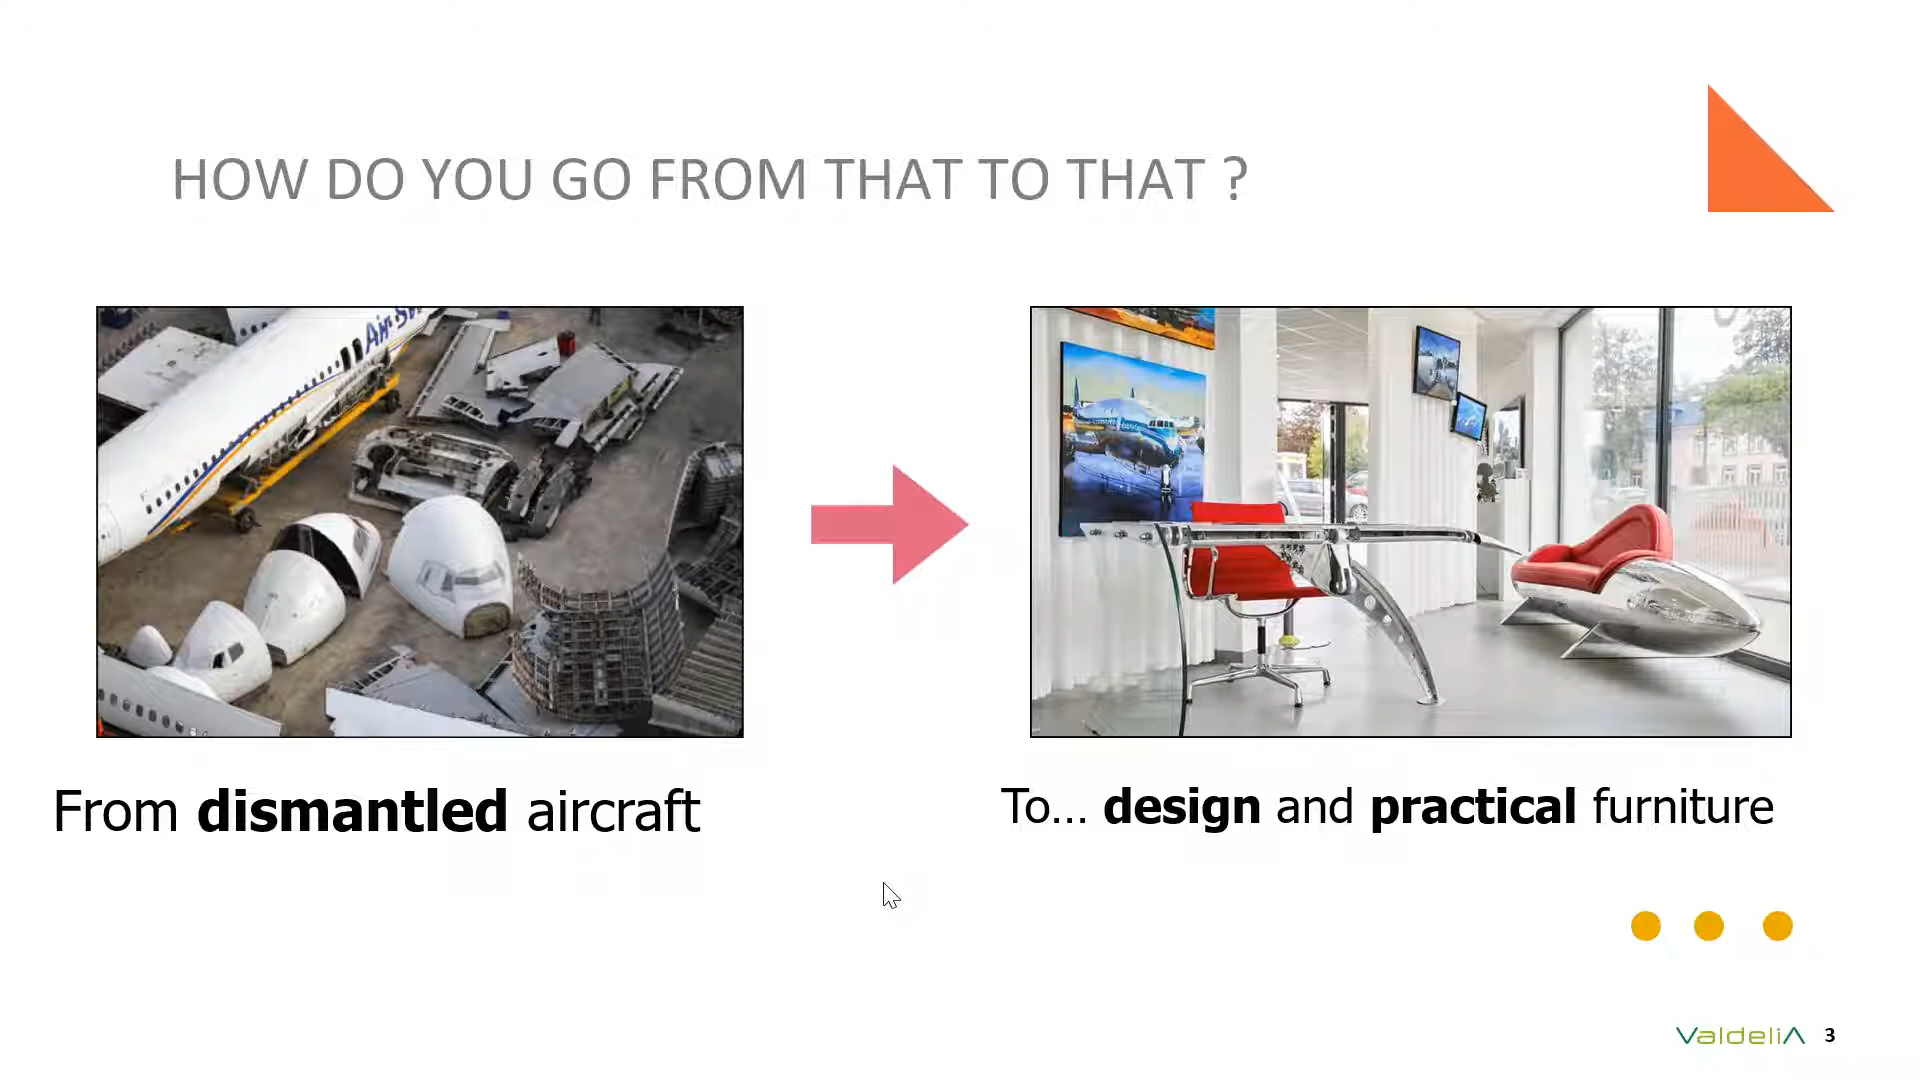 HOW DO YOU GO FROM THAT TO THAT ?
From dismantled aircraft
To... design and practical furniture
ValdeliA 3